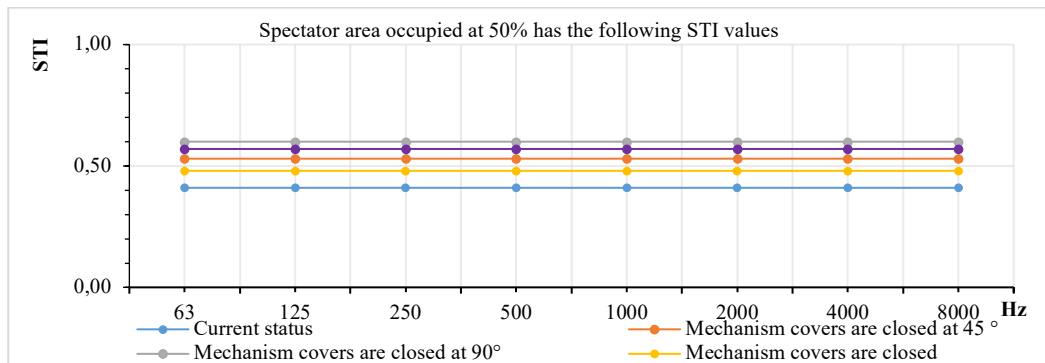 Spectator area occupied at 50% has the following STI values
STI
1,00
0,50
0,00
63 125 250 500 1000 2000 4000 8000 Hz
Current status
Mechanism covers are closed at 45 °
Mechanism covers are closed at 90°
Mechanism covers are closed